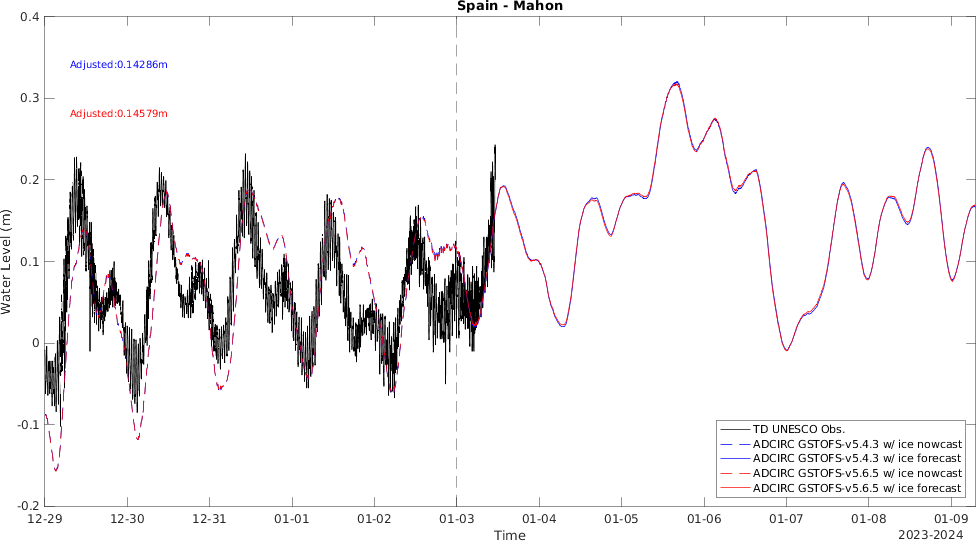 Spain - Mahon
0.4
0.3
0.2
0.1
0
-0.1
-0.2
Water Level (m)
Adjusted:0.14286m
Adjusted:0.14579m
TD UNESCO Obs.
ADCIRC GSTOFS-v5.4.3 w/ ice nowcast
ADCIRC GSTOFS-v5.4.3 w/ ice forecast
ADCIRC GSTOFS-v5.6.5 w/ ice nowcast
ADCIRC GSTOFS-v5.6.5 w/ ice forecast
12-29 12-30 12-31 01-01 01-02 01-03 01-04 01-05 01-06 01-07 01-08 01-09
Time
2023-2024